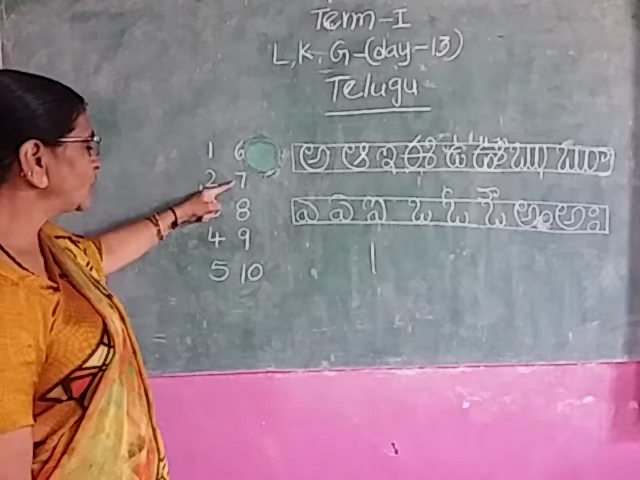 Term-I
L.K.G-(day-13)
Telugu
1 6 అ ఆ ఇ ఈ ఉ ఊ ఋ ౠ
2 7
8 ఎ ఏ ఐ ఒ ఓ ఔ అం అః
4 9
5 10